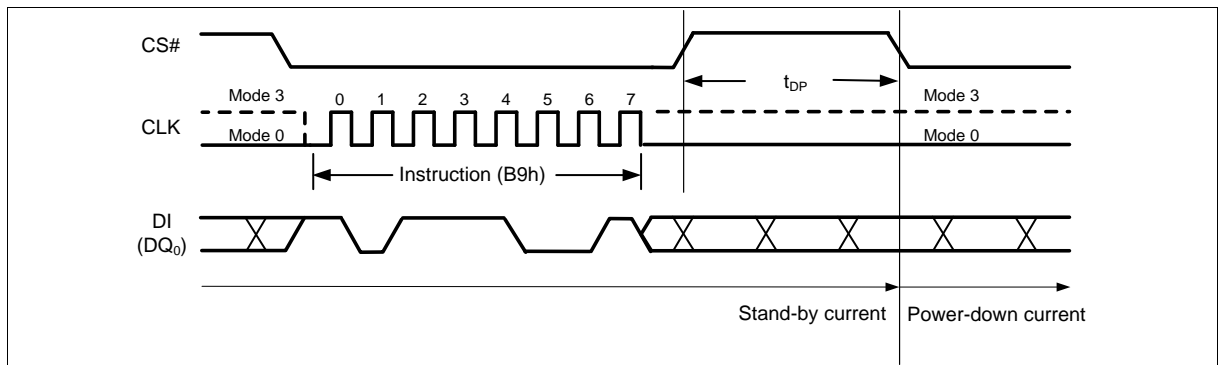 CS#
t_DP
Mode 3
0 1 2 3 4 5 6 7
Mode 3
CLK
Mode 0
Mode 0
Instruction (B9h)
DI
(DQ₀)
Stand-by current
Power-down current